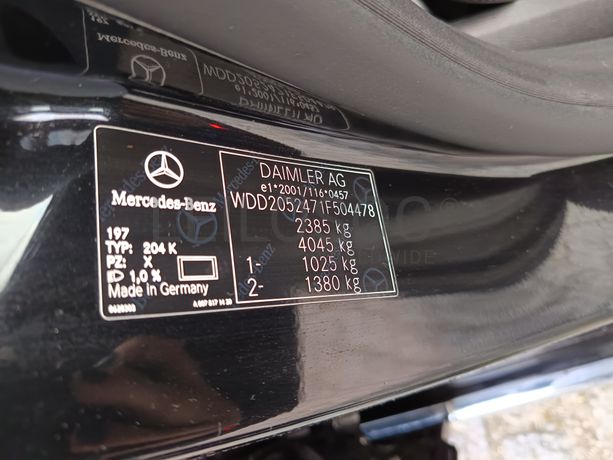 Mercedes-Benz
197
TYP: 204 K
PZ: X
1,0 %
Made in Germany
DAIMLER AG
e1*2001/116*0457
WDD2052471F504478
2385 kg
4045 kg
1- 1025 kg
2- 1380 kg